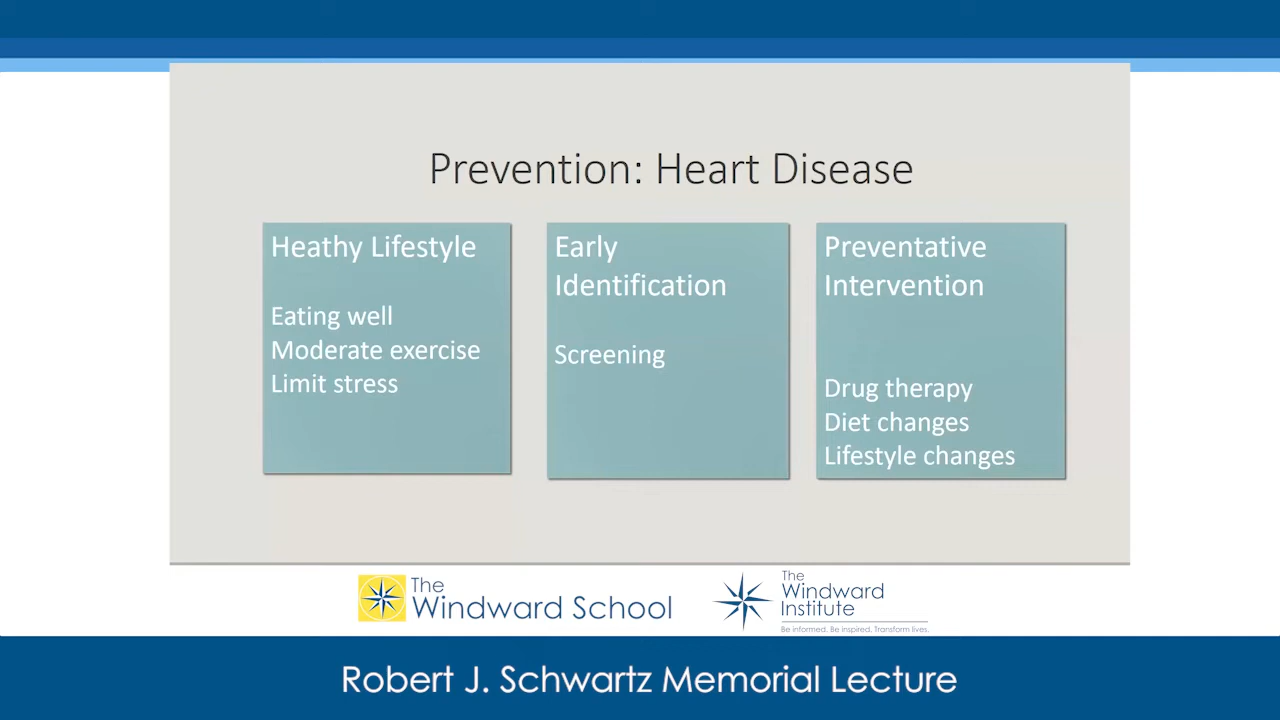 Prevention: Heart Disease
Heathy Lifestyle
Eating well
Moderate exercise
Limit stress
Early
Identification
Screening
Preventative
Intervention
Drug therapy
Diet changes
Lifestyle changes
The
Windward School
The
Windward
Institute
Be informed. Be inspired. Transform lives.
Robert J. Schwartz Memorial Lecture